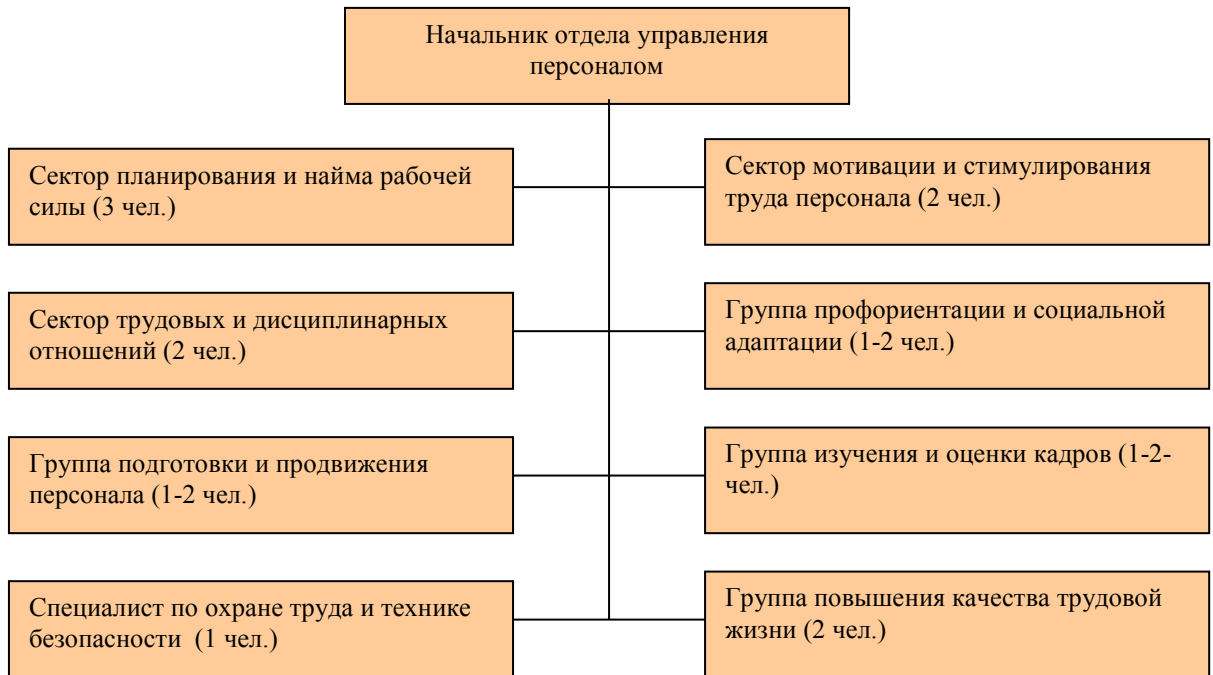 Начальник отдела управления
персоналом
Сектор планирования и найма рабочей
силы (3 чел.)
Сектор мотивации и стимулирования
труда персонала (2 чел.)
Сектор трудовых и дисциплинарных
отношений (2 чел.)
Группа профориентации и социальной
адаптации (1-2 чел.)
Группа подготовки и продвижения
персонала (1-2 чел.)
Группа изучения и оценки кадров (1-2-
чел.)
Специалист по охране труда и технике
безопасности (1 чел.)
Группа повышения качества трудовой
жизни (2 чел.)